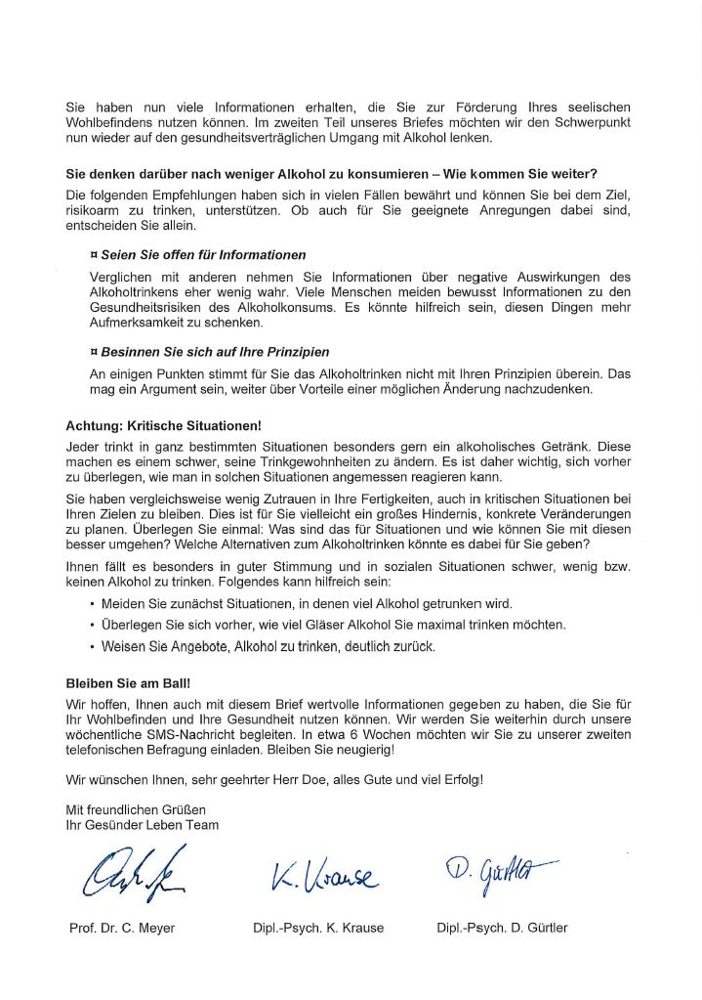 Sie haben nun viele Informationen erhalten, die Sie zur Förderung Ihres seelischen
Wohlbefindens nutzen können. Im zweiten Teil unseres Briefes möchten wir den Schwerpunkt
nun wieder auf den gesundheitsverträglichen Umgang mit Alkohol lenken.
Sie denken darüber nach weniger Alkohol zu konsumieren – Wie kommen Sie weiter?
Die folgenden Empfehlungen haben sich in vielen Fällen bewährt und können Sie bei dem Ziel,
risikoarm zu trinken, unterstützen. Ob auch für Sie geeignete Anregungen dabei sind,
entscheiden Sie allein.
¤ Seien Sie offen für Informationen
Verglichen mit anderen nehmen Sie Informationen über negative Auswirkungen des
Alkoholtrinkens eher wenig wahr. Viele Menschen meiden bewusst Informationen zu den
Gesundheitsrisiken des Alkoholkonsums. Es könnte hilfreich sein, diesen Dingen mehr
Aufmerksamkeit zu schenken.
¤ Besinnen Sie sich auf Ihre Prinzipien
An einigen Punkten stimmt für Sie das Alkoholtrinken nicht mit Ihren Prinzipien überein. Das
mag ein Argument sein, weiter über Vorteile einer möglichen Änderung nachzudenken.
Achtung: Kritische Situationen!
Jeder trinkt in ganz bestimmten Situationen besonders gern ein alkoholisches Getränk. Diese
machen es einem schwer, seine Trinkgewohnheiten zu ändern. Es ist daher wichtig, sich vorher
zu überlegen, wie man in solchen Situationen angemessen reagieren kann.
Sie haben vergleichsweise wenig Zutrauen in Ihre Fertigkeiten, auch in kritischen Situationen bei
Ihren Zielen zu bleiben. Dies ist für Sie vielleicht ein großes Hindernis, konkrete Veränderungen
zu planen. Überlegen Sie einmal: Was sind das für Situationen und wie können Sie mit diesen
besser umgehen? Welche Alternativen zum Alkoholtrinken könnte es dabei für Sie geben?
Ihnen fällt es besonders in guter Stimmung und in sozialen Situationen schwer, wenig bzw.
keinen Alkohol zu trinken. Folgendes kann hilfreich sein:
• Meiden Sie zunächst Situationen, in denen viel Alkohol getrunken wird.
• Überlegen Sie sich vorher, wie viel Gläser Alkohol Sie maximal trinken möchten.
• Weisen Sie Angebote, Alkohol zu trinken, deutlich zurück.
Bleiben Sie am Ball!
Wir hoffen, Ihnen auch mit diesem Brief wertvolle Informationen gegeben zu haben, die Sie für
Ihr Wohlbefinden und Ihre Gesundheit nutzen können. Wir werden Sie weiterhin durch unsere
wöchentliche SMS-Nachricht begleiten. In etwa 6 Wochen möchten wir Sie zu unserer zweiten
telefonischen Befragung einladen. Bleiben Sie neugierig!
Wir wünschen Ihnen, sehr geehrter Herr Doe, alles Gute und viel Erfolg!
Mit freundlichen Grüßen
Ihr Gesünder Leben Team
K. Krause D. Gürtler
Prof. Dr. C. Meyer Dipl.-Psych. K. Krause Dipl.-Psych. D. Gürtler